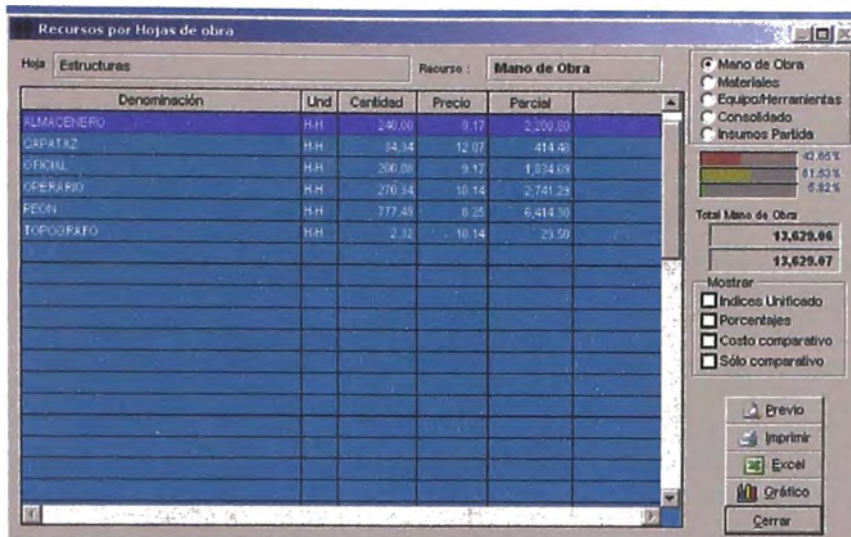 Recursos por Hojas de obra
Hoja Estructuras Recurso : Mano de Obra
Denominación Und Cantidad Precio Parcial
ALMACENERO H-H 240.00 9.17 2,200.80
CAPATAZ H-H 34.34 12.07 414.48
OFICIAL H-H 200.08 9.17 1,834.69
OPERARIO H-H 270.34 10.14 2,741.29
PEON H-H 777.49 8.25 6,414.30
TOPOGRAFO H-H 2.32 10.14 23.50
Mano de Obra
Materiales
Equipo/Herramientas
Consolidado
Insumos Partida
42.65%
51.53%
5.82%
Total Mano de Obra
13,629.06
13,629.07
Mostrar
Indices Unificado
Porcentajes
Costo comparativo
Sólo comparativo
Previo
Imprimir
Excel
Gráfico
Cerrar